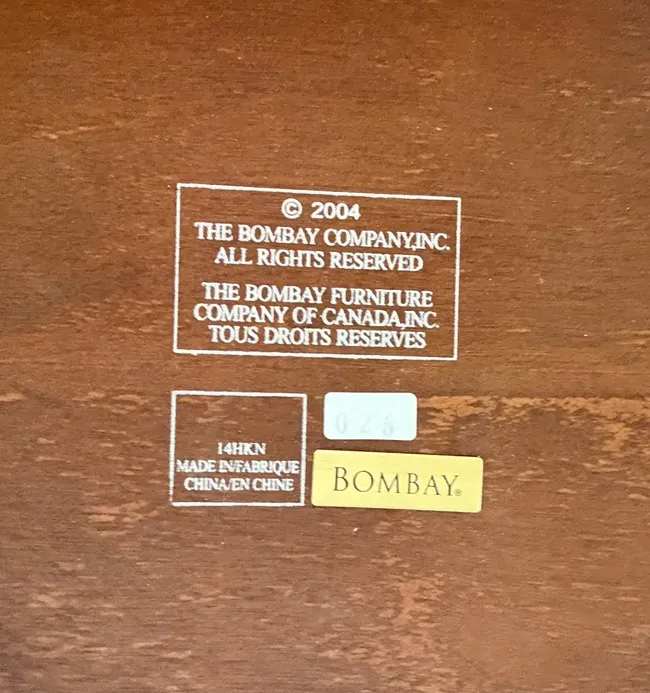 © 2004
THE BOMBAY COMPANY,INC.
ALL RIGHTS RESERVED
THE BOMBAY FURNITURE
COMPANY OF CANADA,INC.
TOUS DROITS RESERVES
14HKN
MADE IN/FABRIQUE
CHINA/EN CHINE
BOMBAY®